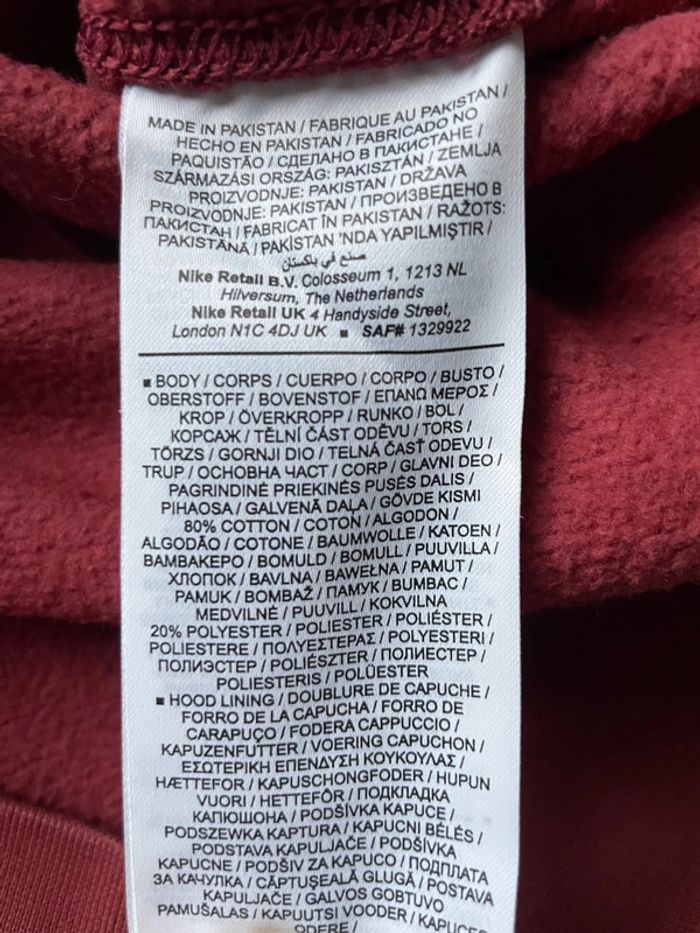 MADE IN PAKISTAN / FABRIQUE AU PAKISTAN /
HECHO EN PAKISTAN / FABRICADO NO
PAQUISTÃO / СДЕЛАНО В ПАКИСТАНЕ /
SZÁRMAZÁSI ORSZÁG: PAKISZTÁN / ZEMLJA
PROIZVODNJE: PAKISTAN / DRŽAVA
PROIZVODNJE: PAKISTAN / ПРОИЗВЕДЕНО В
ПАКИСТАН / FABRICAT ÎN PAKISTAN / RAŽOTS:
PAKISTĀNĀ / PAKİSTAN 'NDA YAPILMIŞTIR /
صنع في باكستان
Nike Retail B.V. Colosseum 1, 1213 NL
Hilversum, The Netherlands
Nike Retail UK 4 Handyside Street,
London N1C 4DJ UK ■ SAF# 1329922
■ BODY / CORPS / CUERPO / CORPO / BUSTO /
OBERSTOFF / BOVENSTOF / ΕΠΑΝΩ ΜΕΡΟΣ /
KROP / ÖVERKROPP / RUNKO / BOL /
КОРСАЖ / TĚLNÍ ČÁST ODĚVU / TORS /
TÖRZS / GORNJI DIO / TELNÁ ČASŤ ODEVU /
TRUP / ОСНОВНА ЧАСТ / CORP / GLAVNI DEO /
PAGRINDINĖ PRIEKINĖS PUSĖS DALIS /
PIHAOSA / GALVENĀ DAĻA / GÖVDE KISMI
80% COTTON / COTON / ALGODÓN /
ALGODÃO / COTONE / BAUMWOLLE / KATOEN /
ΒΑΜΒΑΚΕΡΟ / BOMULD / BOMULL / PUUVILLA /
ХЛОПОК / BAVLNA / BAWEŁNA / PAMUT /
PAMUK / BOMBAŽ / ПАМУК / BUMBAC /
MEDVILNĖ / PUUVILL / KOKVILNA
20% POLYESTER / POLIESTER / POLIÉSTER /
POLIESTERE / ΠΟΛΥΕΣΤΕΡΑΣ / POLYESTERI /
ПОЛИЭСТЕР / POLIÉSZTER / ПОЛИЕСТЕР /
POLIESTERIS / POLÜESTER
■ HOOD LINING / DOUBLURE DE CAPUCHE /
FORRO DE LA CAPUCHA / FORRO DE
CARAPUÇO / FODERA CAPPUCCIO /
KAPUZENFUTTER / VOERING CAPUCHON /
ΕΣΩΤΕΡΙΚΗ ΕΠΕΝΔΥΣΗ ΚΟΥΚΟΥΛΑΣ /
HÆTTEFOR / KAPUSCHONGFODER / HUPUN
VUORI / HETTEFÔR / ПОДКЛАДКА
КАПЮШОНА / PODŠÍVKA KAPUCE /
PODSZEWKA KAPTURA / KAPUCNI BÉLÉS /
PODSTAVA KAPULJAČE / PODŠÍVKA
KAPUCNE / PODŠIV ZA KAPUCO / ПОДПЛАТА
ЗА КАЧУЛКА / CĂPTUŞEALĂ GLUGĂ / POSTAVA
KAPULJAČE / GALVOS GOBTUVO
PAMUŠALAS / KAPUUTSI VOODER / KAPUCES
ODERE /